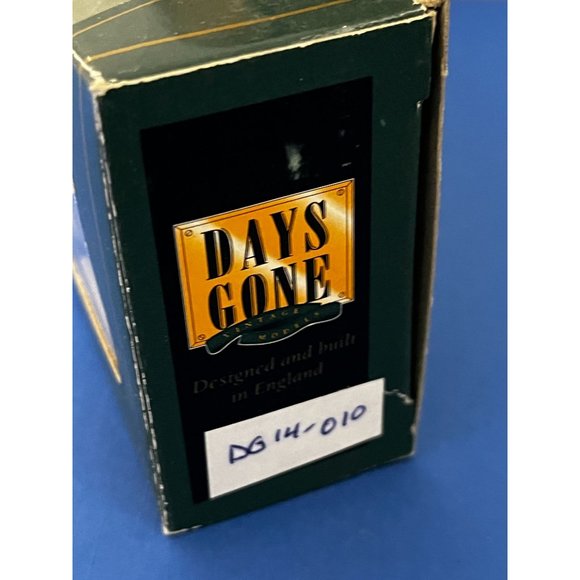 DAYS
GONE
VINTAGE
MODELS
Designed and built
in England
DG14-010